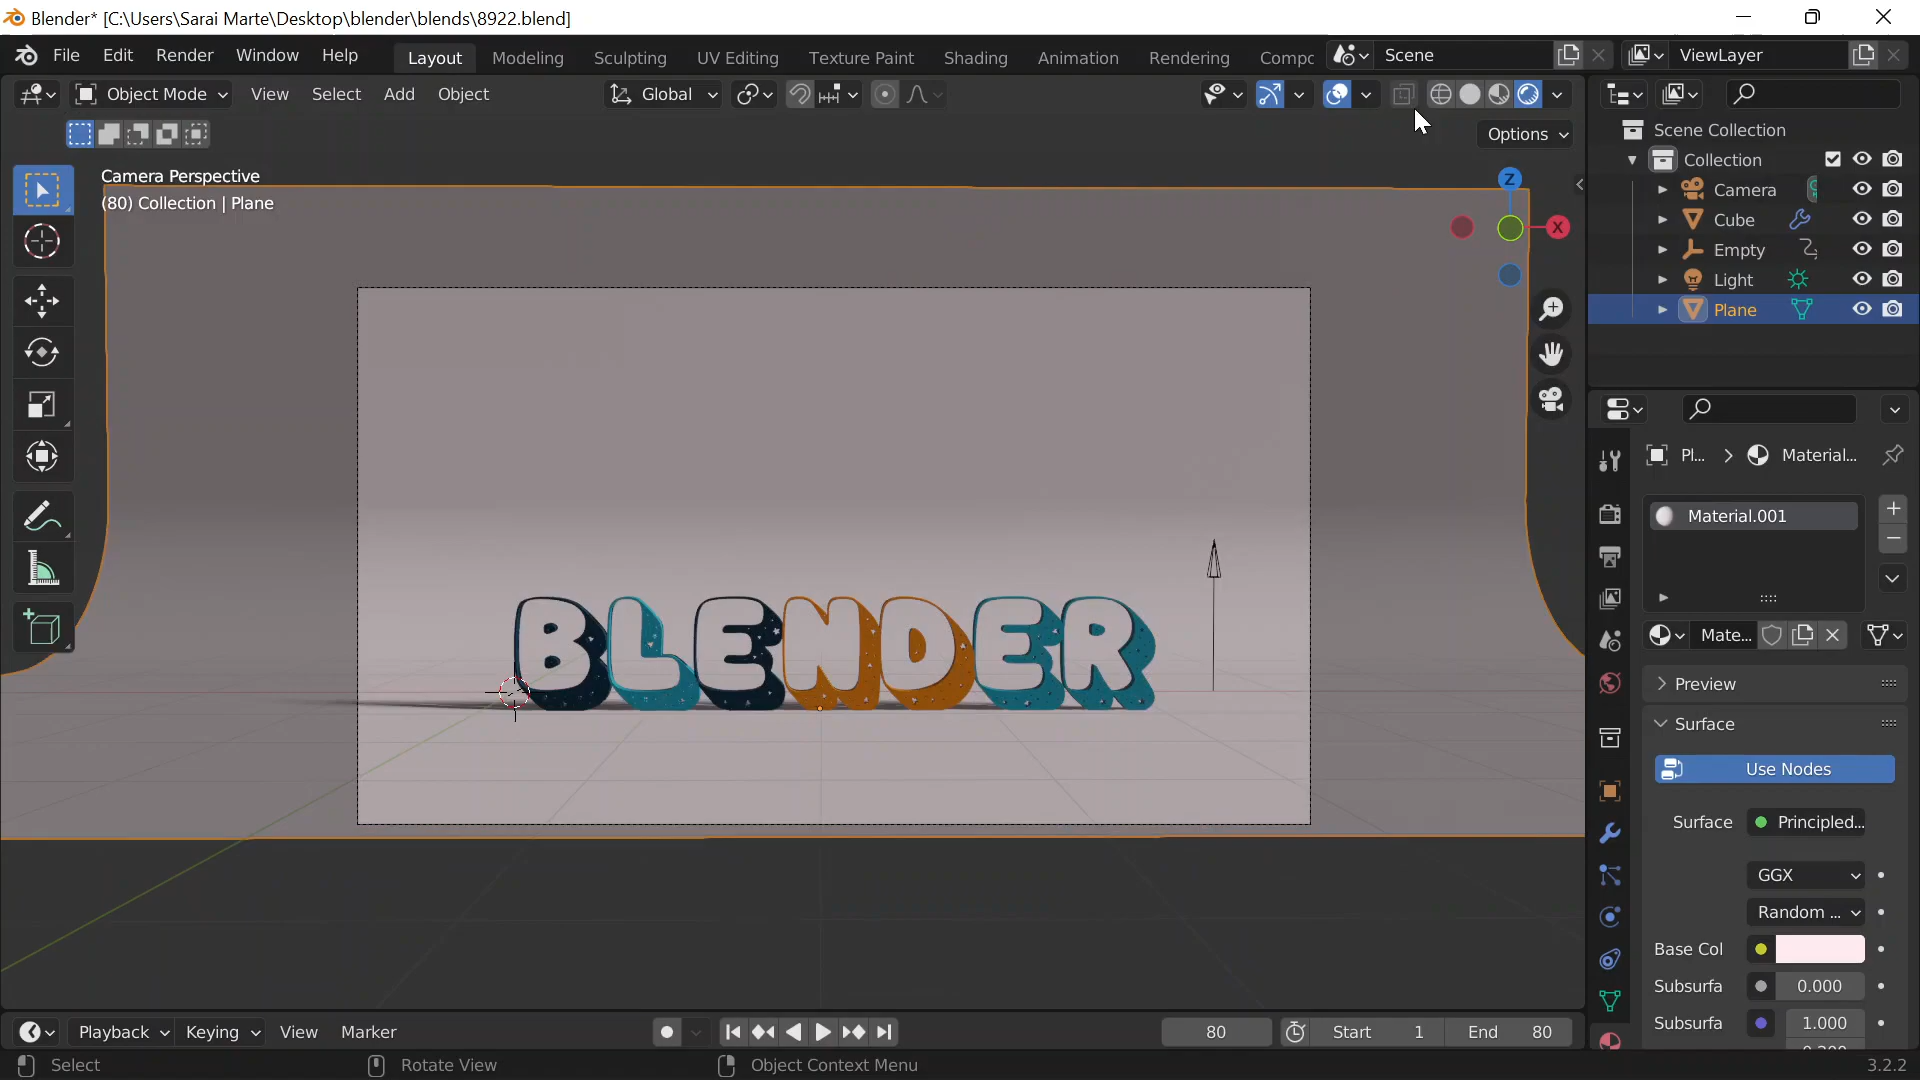 Blender* [C:\Users\Sarai Marte\Desktop\blender\blends\8922.blend]
File Edit Render Window Help Layout Modeling Sculpting UV Editing Texture Paint Shading Animation Rendering Compc Scene ViewLayer
Object Mode View Select Add Object Global
Options
Camera Perspective
(80) Collection | Plane
Z
X
Scene Collection
Collection
Camera
Cube
Empty
Light
Plane
Pl... Material...
Material.001
Mate...
Preview
Surface
Use Nodes
Surface Principled...
GGX
Random ...
Base Col
Subsurfa 0.000
Subsurfa 1.000
BLENDER
Playback Keying View Marker 80 Start 1 End 80
Select Rotate View Object Context Menu 3.2.2